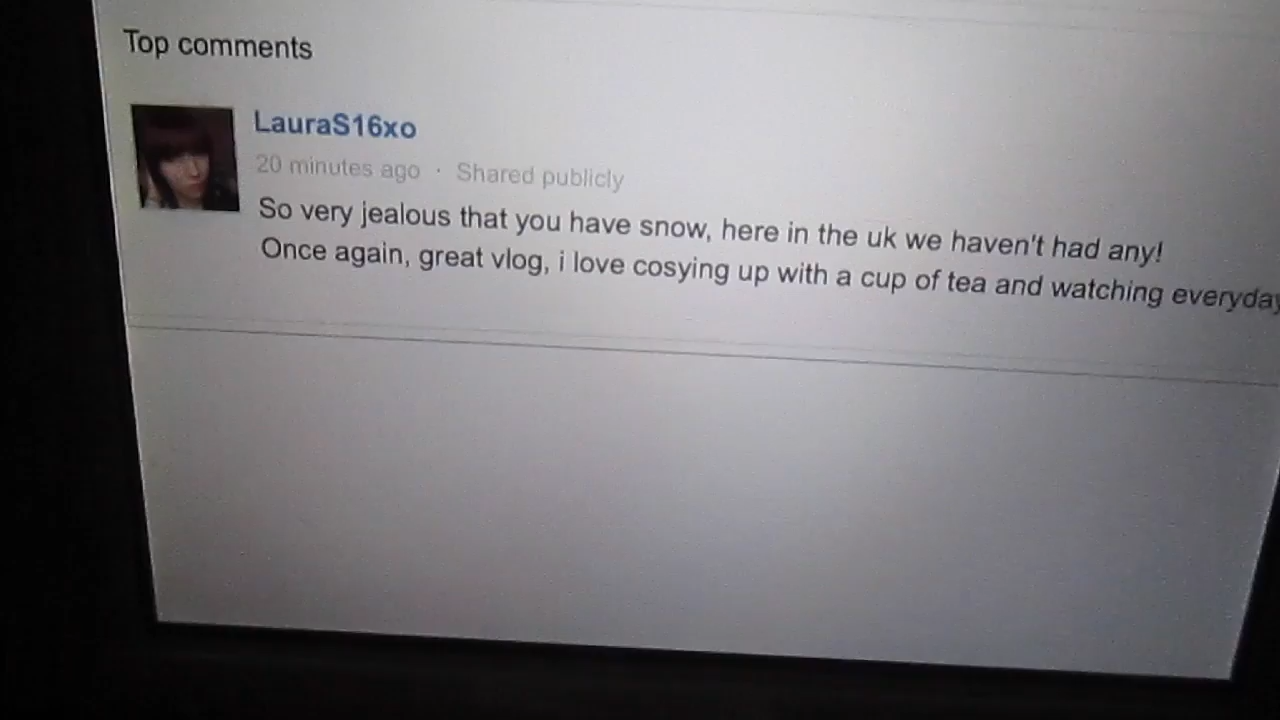 Top comments
LauraS16xo
20 minutes ago · Shared publicly
So very jealous that you have snow, here in the uk we haven't had any!
Once again, great vlog, i love cosying up with a cup of tea and watching everyday